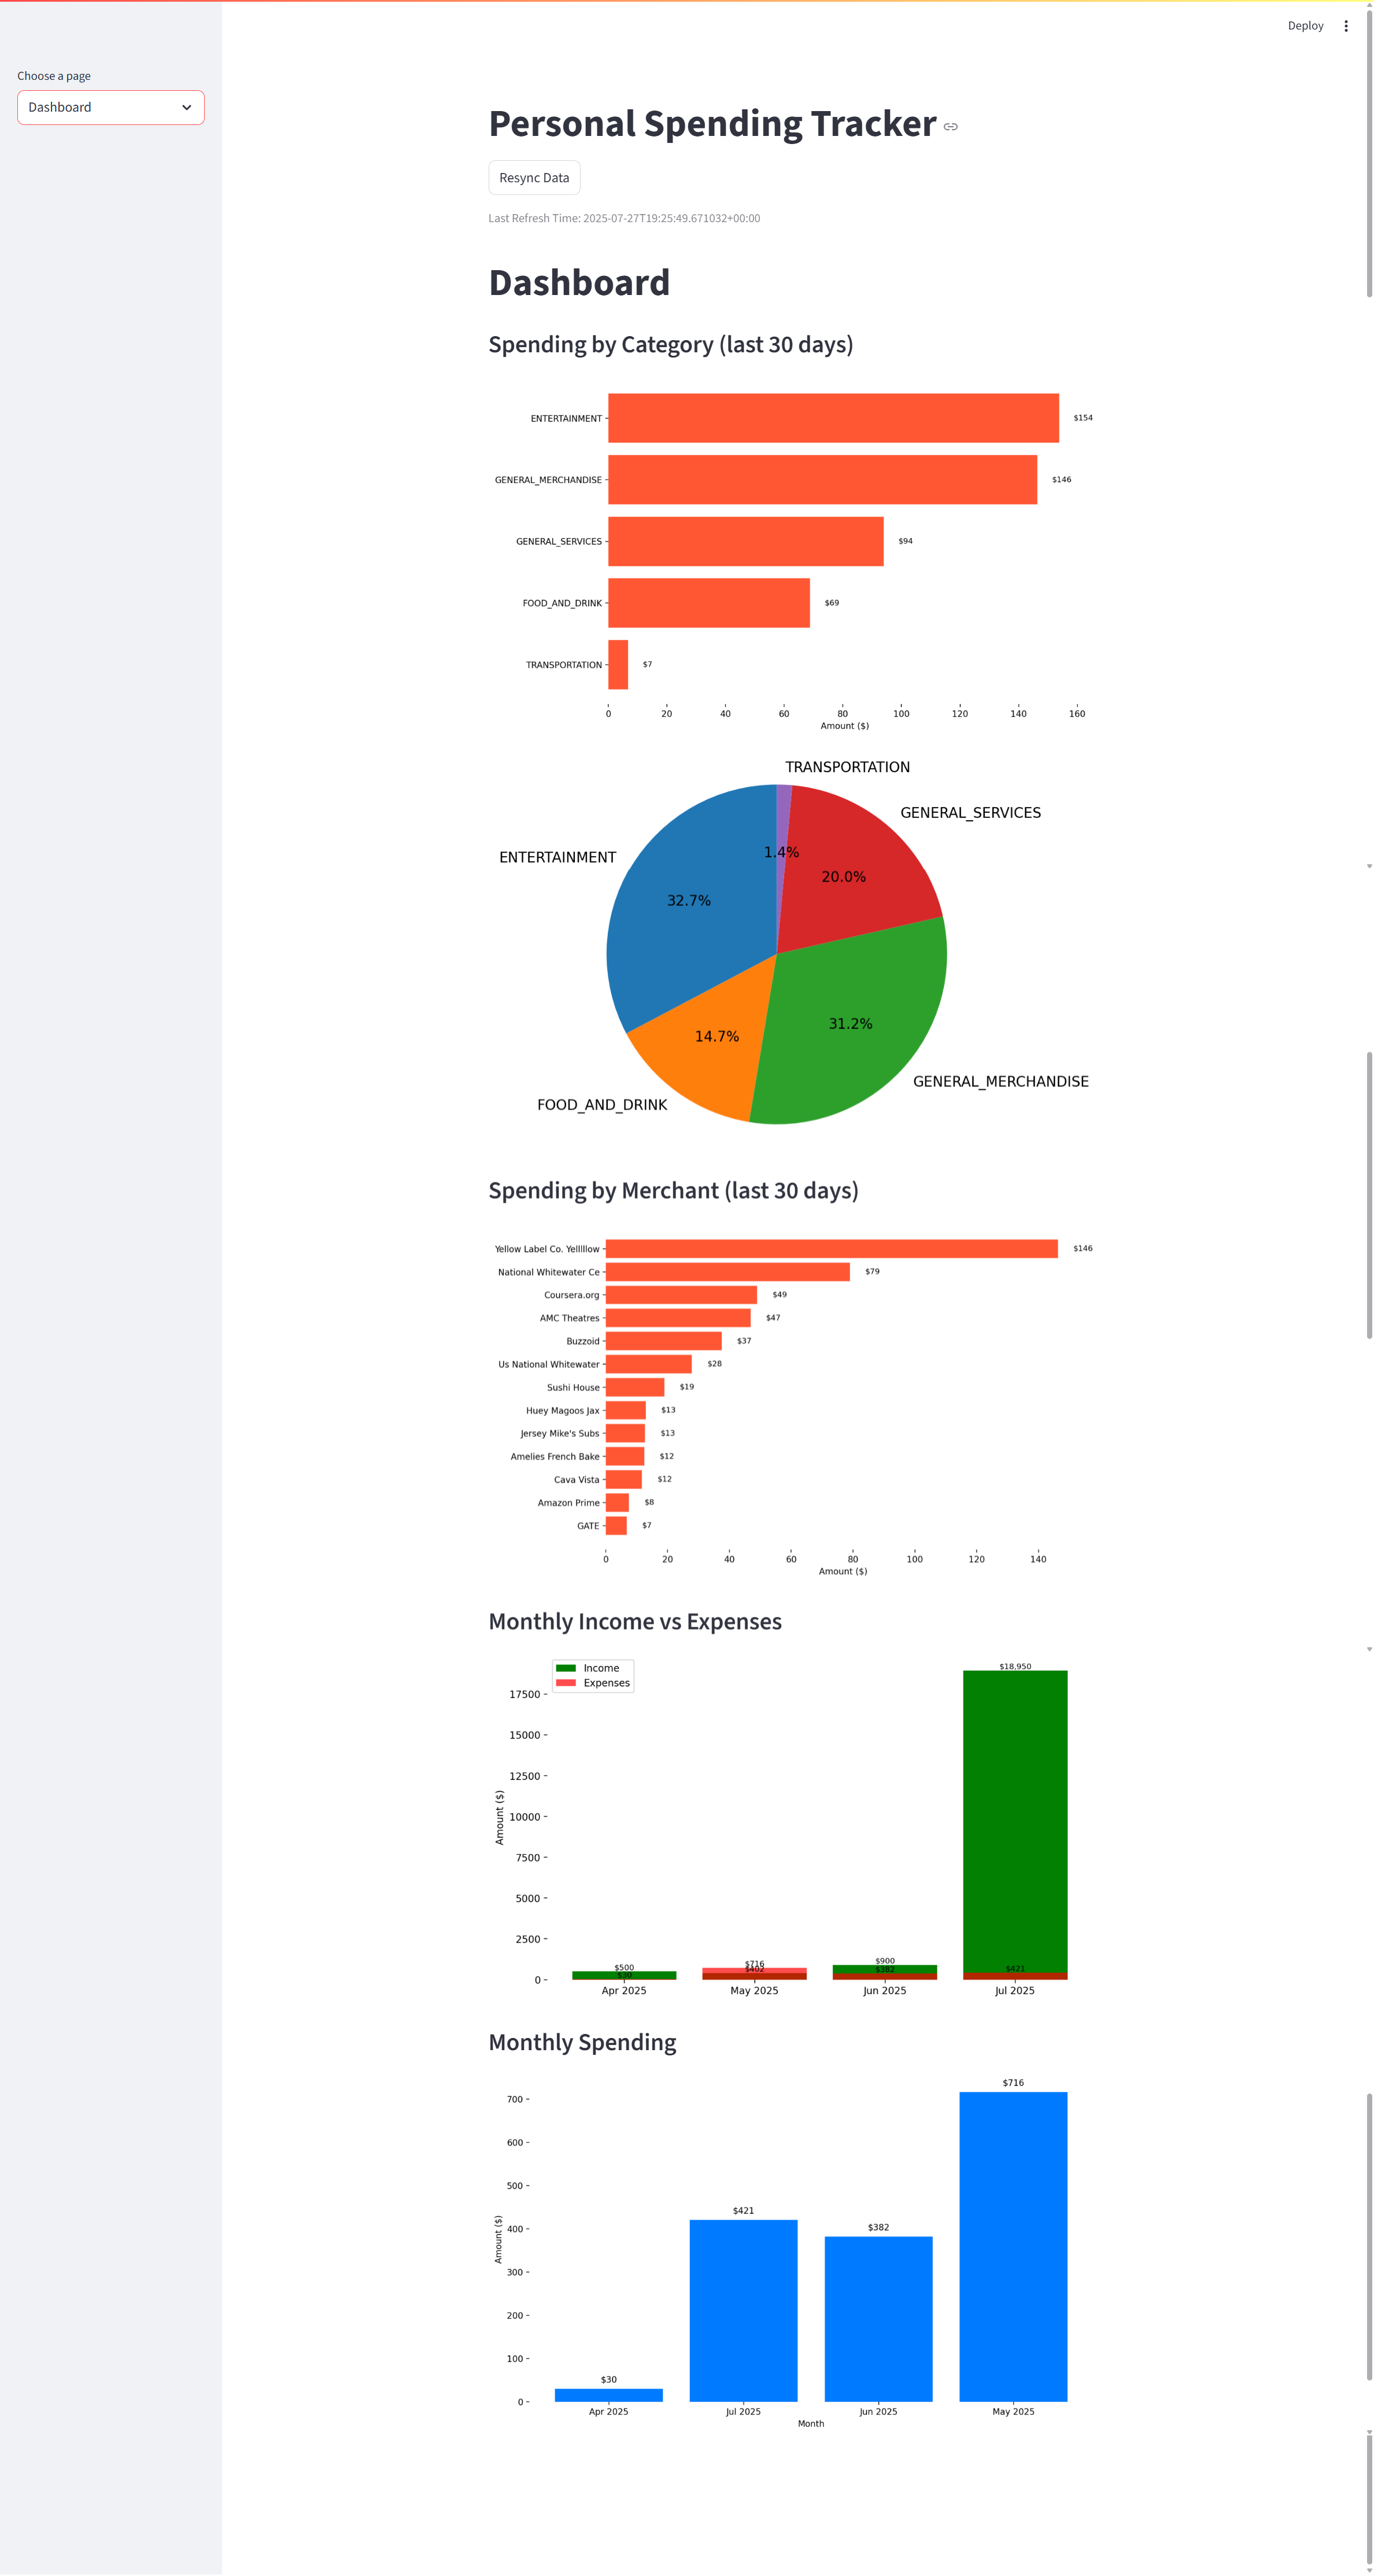 Deploy
Choose a page
Dashboard
Personal Spending Tracker
Resync Data
Last Refresh Time: 2025-07-27T19:25:49.671032+00:00
Dashboard
Spending by Category (last 30 days)
ENTERTAINMENT $154
GENERAL_MERCHANDISE $146
GENERAL_SERVICES $94
FOOD_AND_DRINK $69
TRANSPORTATION $7
0 20 40 60 80 100 120 140 160
Amount ($)
TRANSPORTATION
GENERAL_SERVICES
1.4%
ENTERTAINMENT
20.0%
32.7%
31.2%
14.7%
GENERAL_MERCHANDISE
FOOD_AND_DRINK
Spending by Merchant (last 30 days)
Yellow Label Co. Yelllllow $146
National Whitewater Ce $79
Coursera.org $49
AMC Theatres $47
Buzzoid $37
Us National Whitewater $28
Sushi House $19
Huey Magoos Jax $13
Jersey Mike's Subs $13
Amelies French Bake $12
Cava Vista $12
Amazon Prime $8
GATE $7
0 20 40 60 80 100 120 140
Amount ($)
Monthly Income vs Expenses
Income
Expenses
$18,950
17500
15000
12500
10000
7500
5000
2500
0
Amount ($)
$500 $716 $900
$30 $402 $382 $421
Apr 2025 May 2025 Jun 2025 Jul 2025
Monthly Spending
$716
700
600
500
400
300
200
100
0
Amount ($)
$421
$382
$30
Apr 2025 Jul 2025 Jun 2025 May 2025
Month